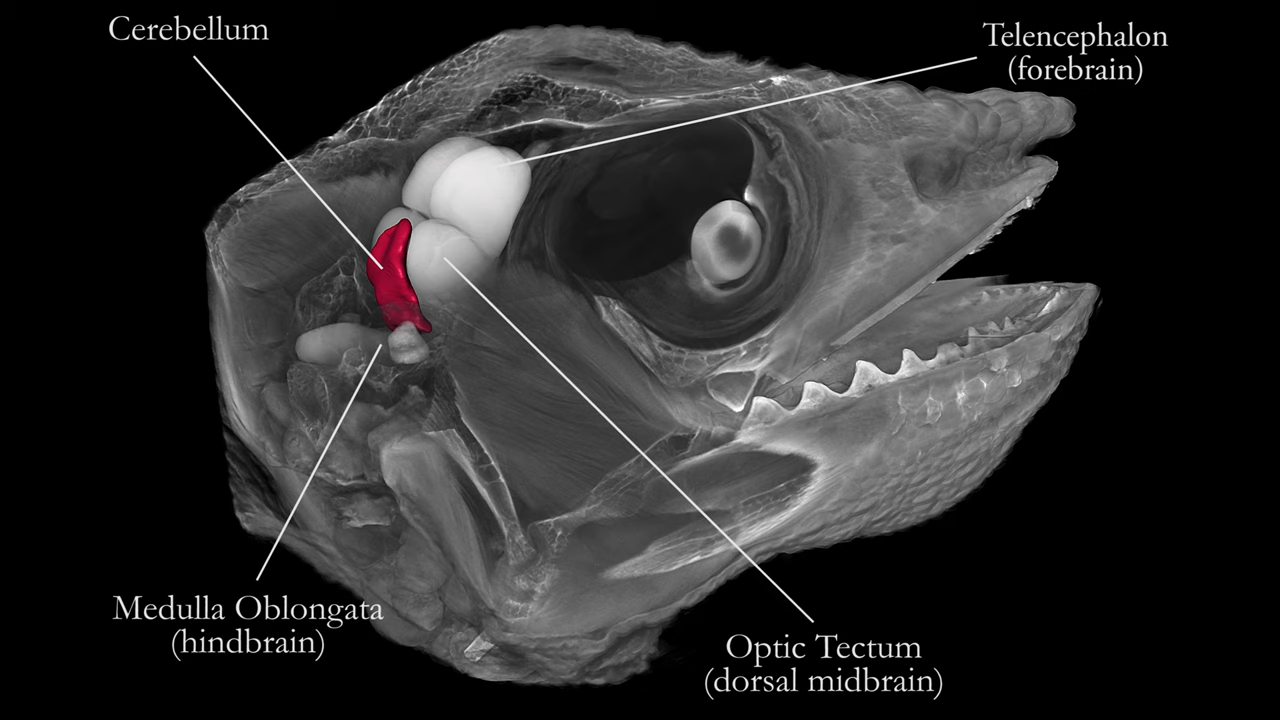 Cerebellum
Telencephalon
(forebrain)
Medulla Oblongata
(hindbrain)
Optic Tectum
(dorsal midbrain)